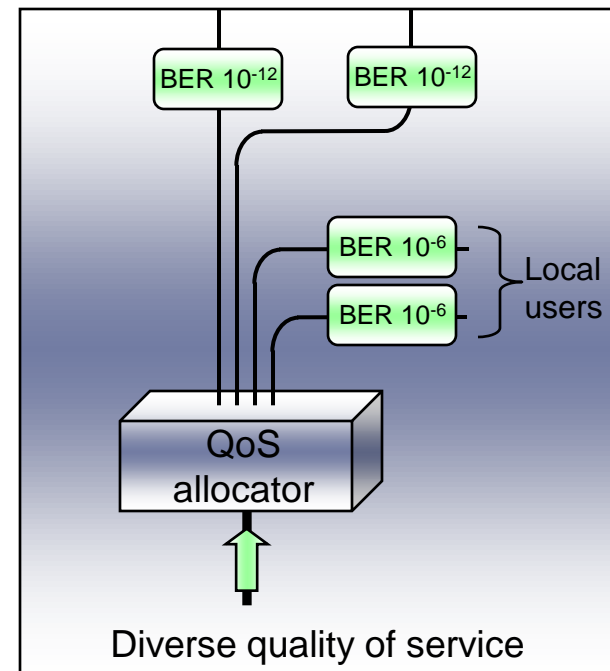 BER 10⁻¹² BER 10⁻¹²
BER 10⁻⁶
BER 10⁻⁶
Local
users
QoS
allocator
Diverse quality of service